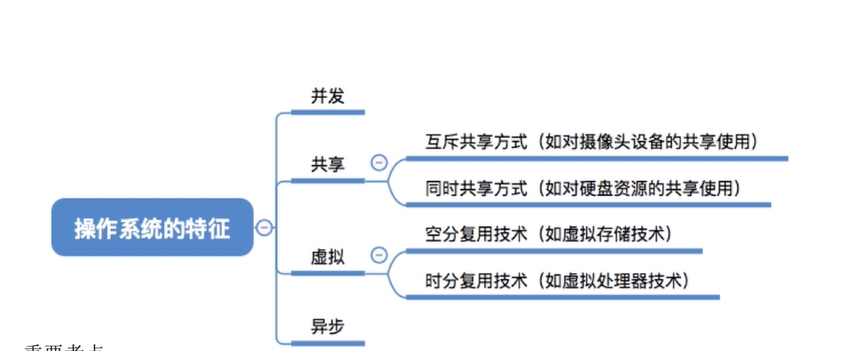 并发
互斥共享方式（如对摄像头设备的共享使用）
共享
同时共享方式（如对硬盘资源的共享使用）
操作系统的特征
空分复用技术（如虚拟存储技术）
虚拟
时分复用技术（如虚拟处理器技术）
异步
重要考点